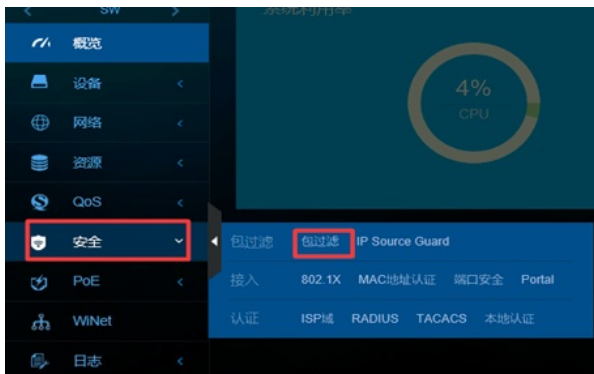 SW
系统利用率
概览
设备
4%
CPU
网络
资源
QoS
安全
包过滤 包过滤 IP Source Guard
PoE
接入 802.1X MAC地址认证 端口安全 Portal
WiNet
认证 ISP域 RADIUS TACACS 本地认证
日志